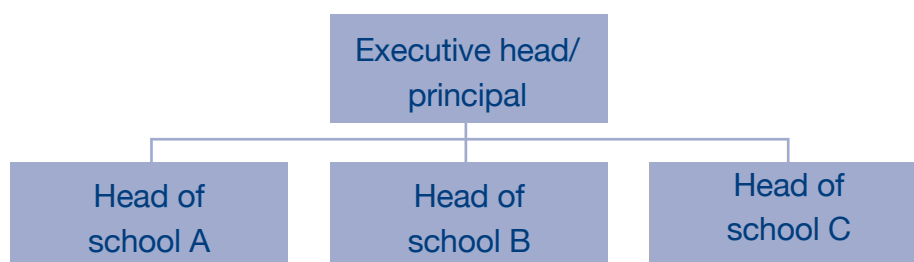 Executive head/
principal
Head of
school A
Head of
school B
Head of
school C